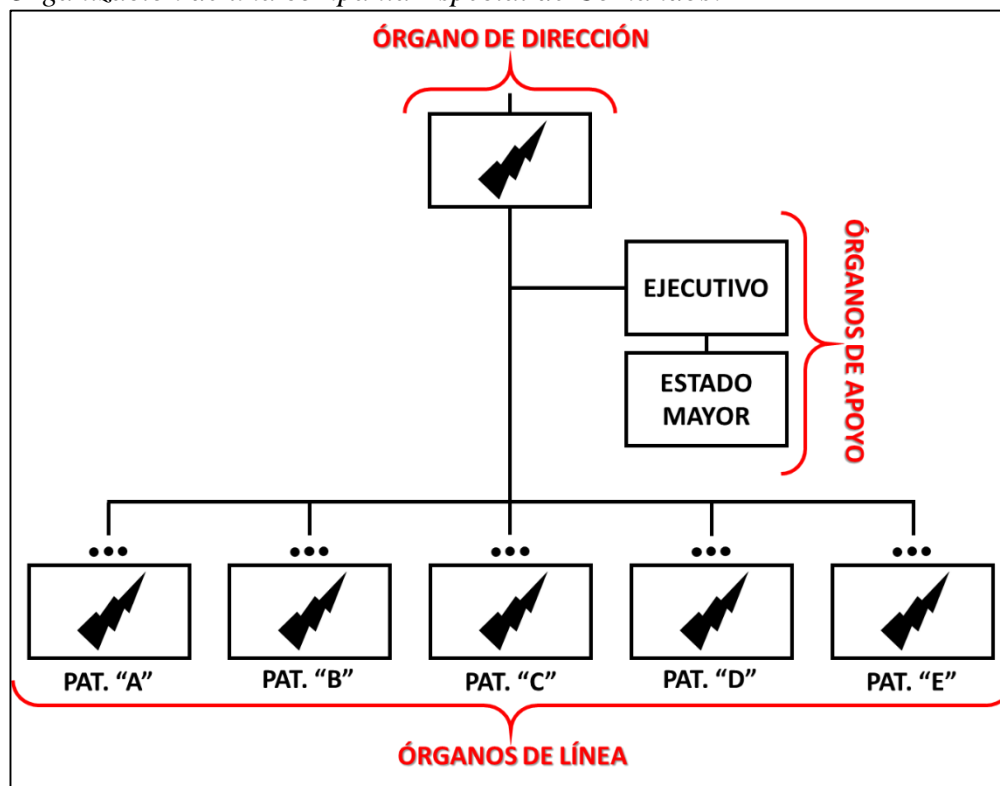 ÓRGANO DE DIRECCIÓN
EJECUTIVO
ESTADO
MAYOR
ÓRGANOS DE APOYO
PAT. “A”
PAT. “B”
PAT. “C”
PAT. “D”
PAT. “E”
ÓRGANOS DE LÍNEA